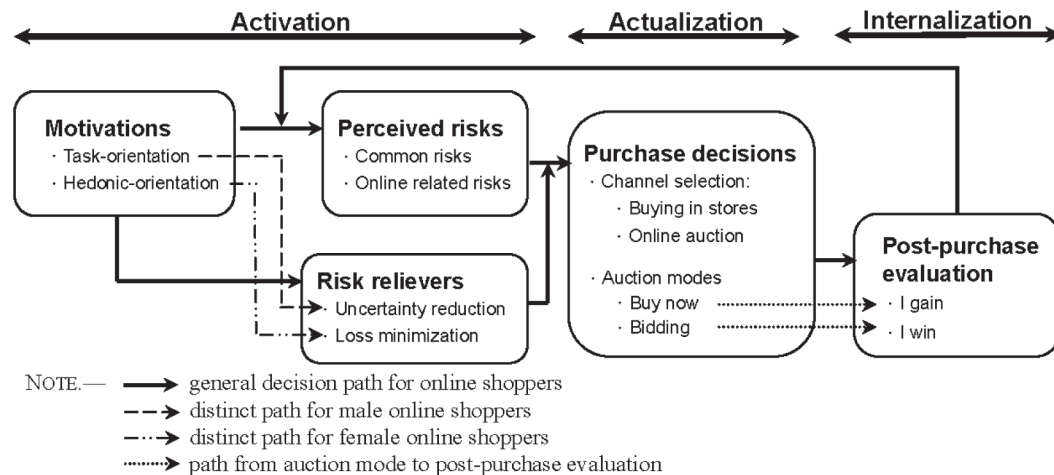 Activation
Actualization
Internalization
Motivations
· Task-orientation
· Hedonic-orientation
Perceived risks
· Common risks
· Online related risks
Risk relievers
· Uncertainty reduction
· Loss minimization
Purchase decisions
· Channel selection:
· Buying in stores
· Online auction
· Auction modes
· Buy now
· Bidding
Post-purchase
evaluation
· I gain
· I win
NOTE.— general decision path for online shoppers
distinct path for male online shoppers
distinct path for female online shoppers
path from auction mode to post-purchase evaluation